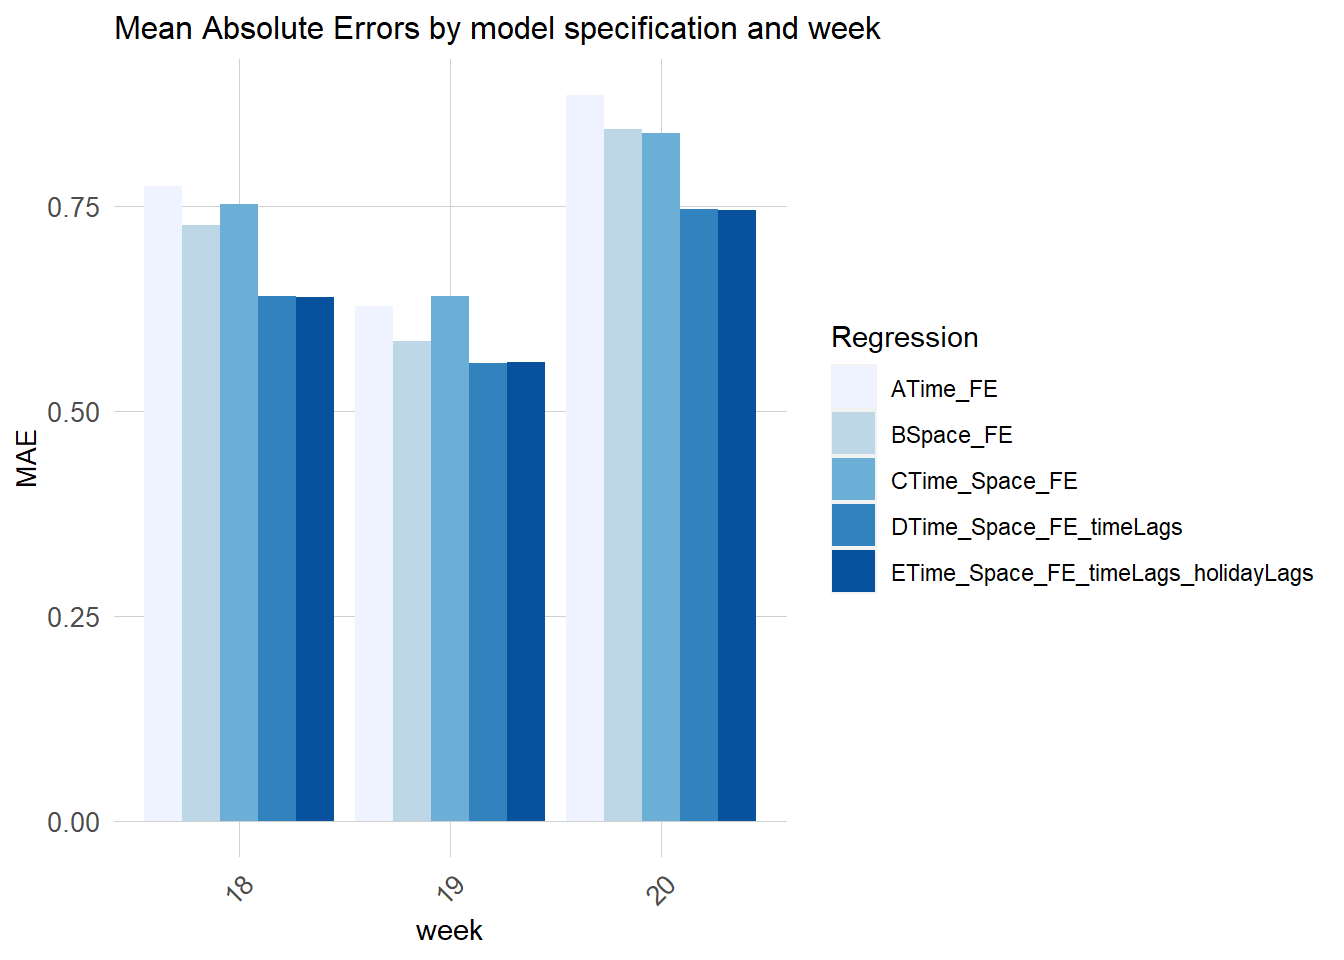 Mean Absolute Errors by model specification and week
0.75
0.50
0.25
0.00
MAE
18
19
20
week
Regression
ATime_FE
BSpace_FE
CTime_Space_FE
DTime_Space_FE_timeLags
ETime_Space_FE_timeLags_holidayLags